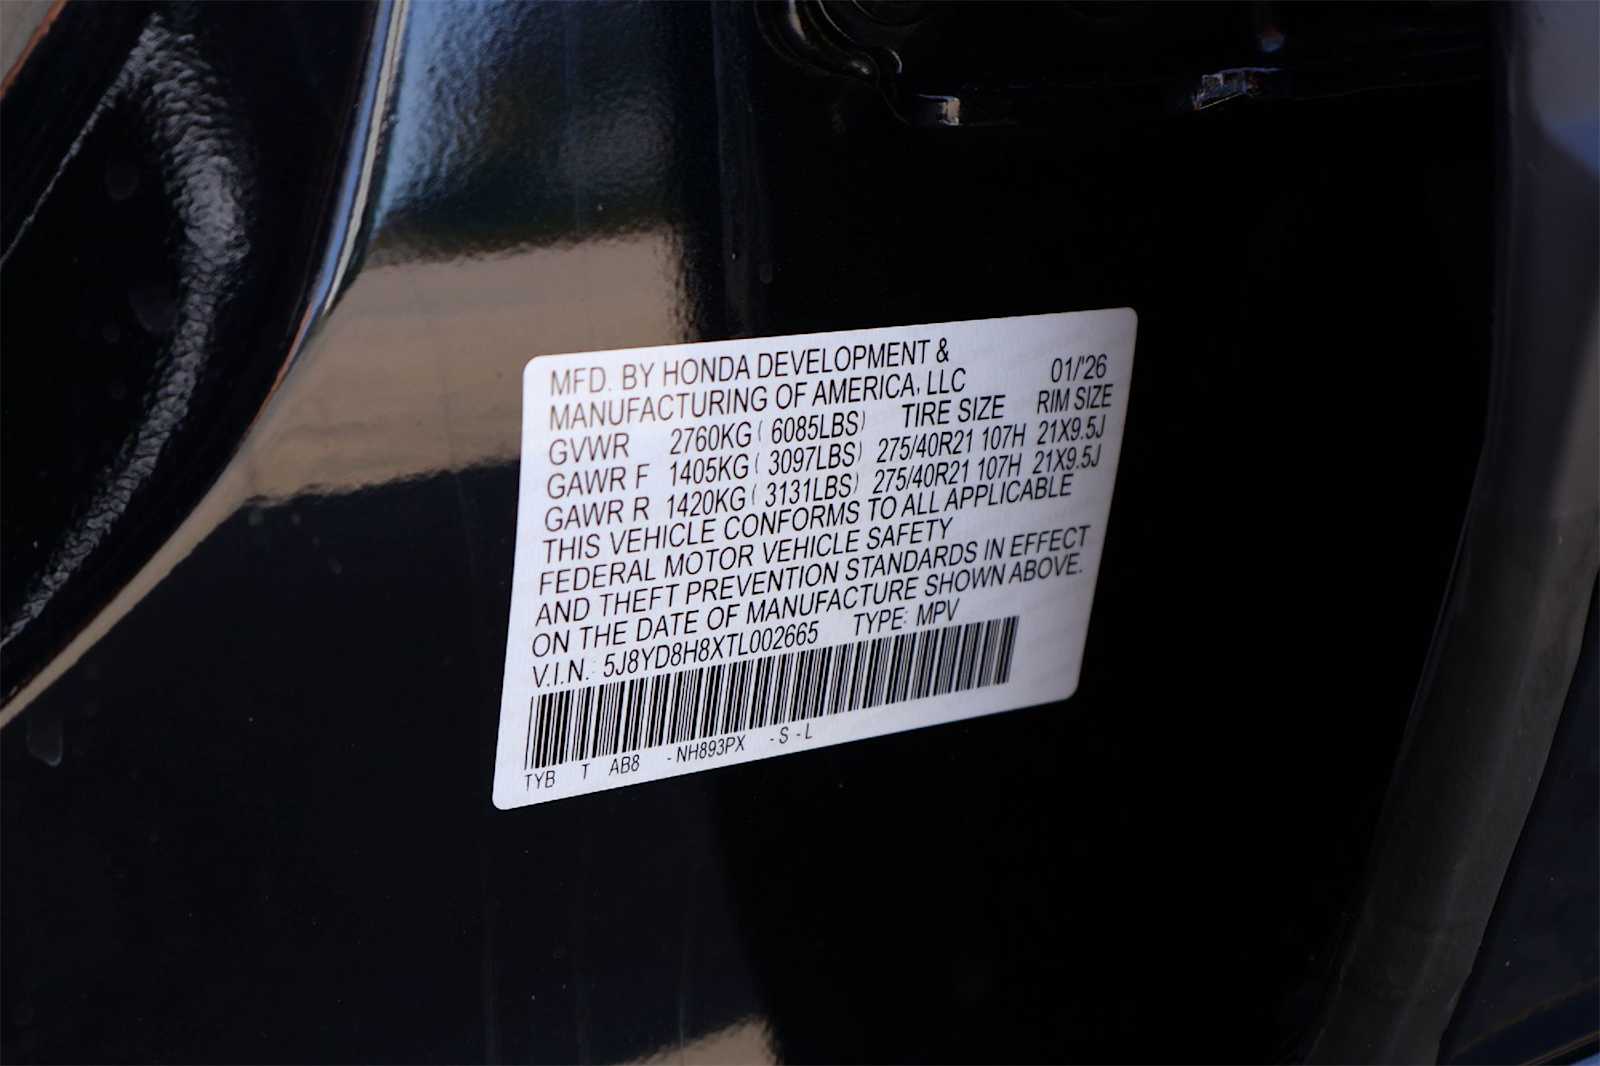 MFD. BY HONDA DEVELOPMENT &
MANUFACTURING OF AMERICA, LLC 01/'26
GVWR 2760KG ( 6085LBS) TIRE SIZE RIM SIZE
GAWR F 1405KG ( 3097LBS) 275/40R21 107H 21X9.5J
GAWR R 1420KG ( 3131LBS) 275/40R21 107H 21X9.5J
THIS VEHICLE CONFORMS TO ALL APPLICABLE
FEDERAL MOTOR VEHICLE SAFETY
AND THEFT PREVENTION STANDARDS IN EFFECT
ON THE DATE OF MANUFACTURE SHOWN ABOVE.
V.I.N.: 5J8YD8H8XTL002665 TYPE: MPV
TYB T AB8 - NH893PX - S - L